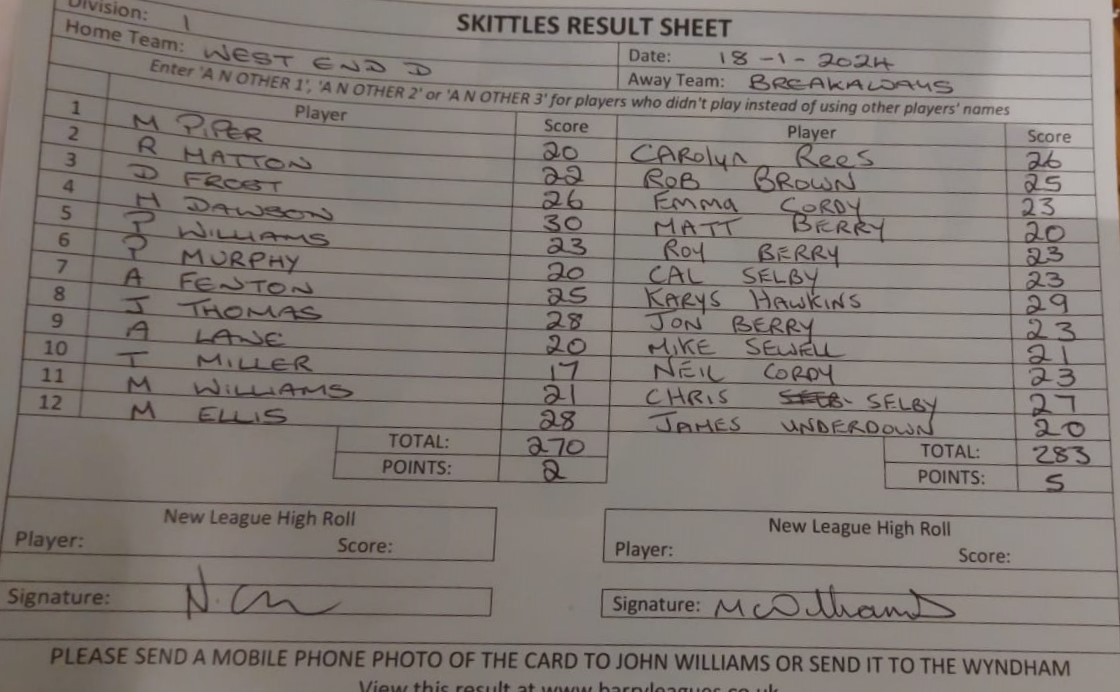 SKITTLES RESULT SHEET
Division: 1
Home Team: WEST END D Date: 18-1-2024
Away Team: BREAKAWAYS
Enter 'A N OTHER 1', 'A N OTHER 2' or 'A N OTHER 3' for players who didn't play instead of using other players' names
Player Score Player Score
1 M PIPER 20 CAROlyn Rees 26
2 R HATTON 22 ROB BROWN 25
3 D FROST 26 Emma CORDY 23
4 H DAWSON 30 MATT BERRY 20
5 P WILLIAMS 23 ROY BERRY 23
6 P MURPHY 20 CAL SELBY 23
7 A FENTON 25 KARYS HAWKINS 29
8 J THOMAS 28 JON BERRY 23
9 A LANE 20 MIKE SEWELL 21
10 T MILLER 17 NEIL CORDY 23
11 M WILLIAMS 21 CHRIS SELBY 27
12 M ELLIS 28 JAMES UNDERDOWN 20
TOTAL: 270 TOTAL: 283
POINTS: 2 POINTS: 5
New League High Roll New League High Roll
Player: Score: Player: Score:
Signature: Signature: M Williams
PLEASE SEND A MOBILE PHONE PHOTO OF THE CARD TO JOHN WILLIAMS OR SEND IT TO THE WYNDHAM
View this result at www.barryleagues.co.uk